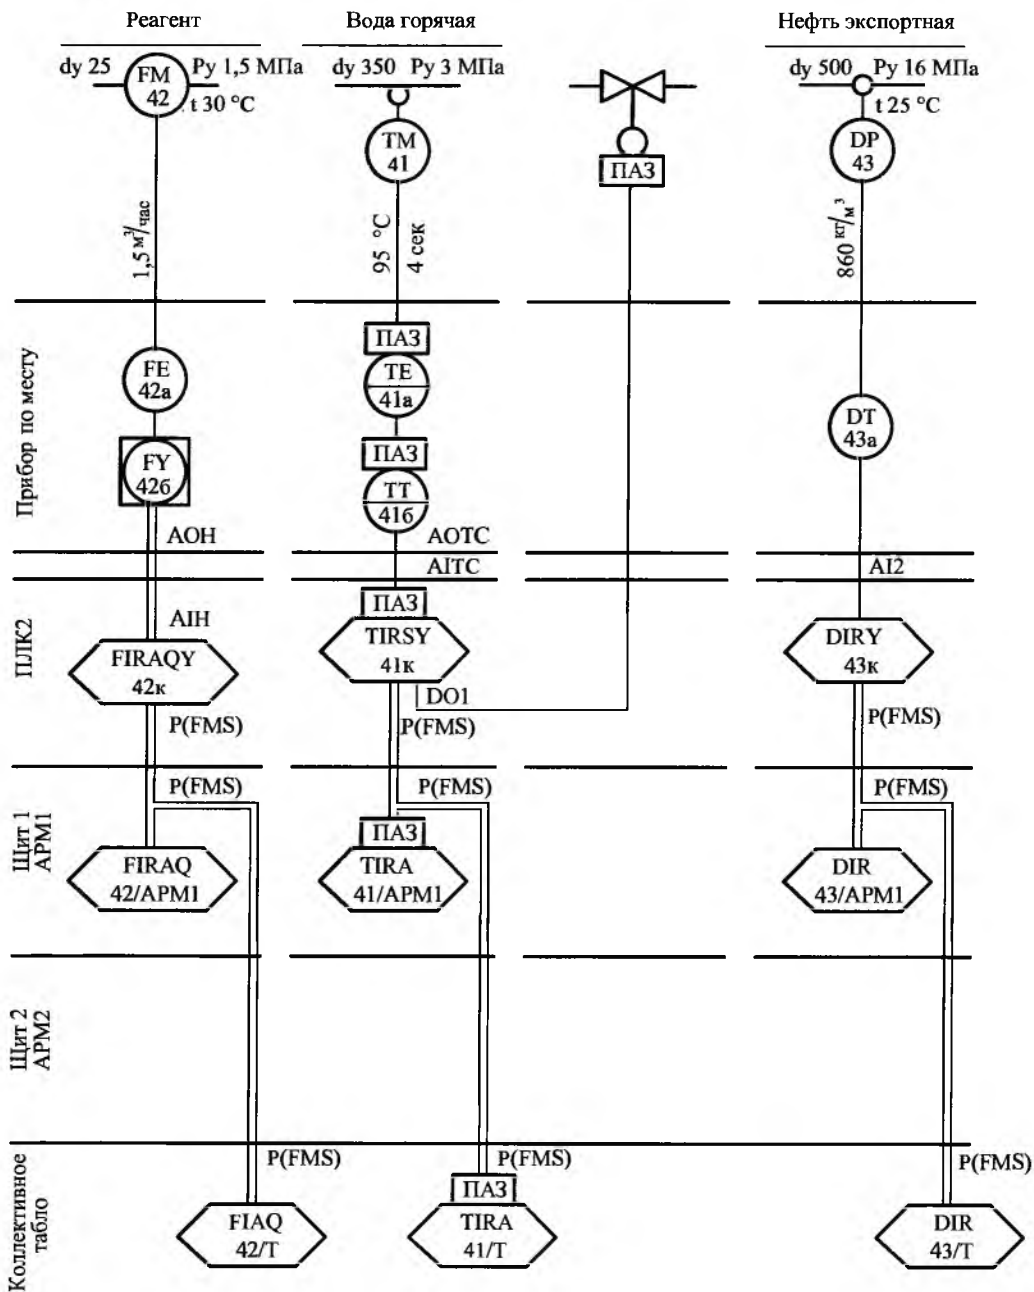 Реагент
Вода горячая
Нефть экспортная
dy 25
FM
42
Py 1,5 МПа
t 30 °C
dy 350
Py 3 МПа
TM
41
ПАЗ
dy 500
Py 16 МПа
t 25 °C
DP
43
1,5 м³/час
95 °C
4 сек
860 кг/м³
Прибор по месту
FE
42а
FY
42б
AOH
ПАЗ
TE
41а
ПАЗ
TT
41б
AOTC
AITC
DT
43а
AI2
ПЛК2
AIH
FIRAQY
42к
P(FMS)
ПАЗ
TIRSY
41к
DO1
P(FMS)
DIRY
43к
P(FMS)
Щит 1
АРМ1
P(FMS)
FIRAQ
42/АРМ1
P(FMS)
ПАЗ
TIRA
41/АРМ1
P(FMS)
DIR
43/АРМ1
Щит 2
АРМ2
Коллективное
табло
P(FMS)
FIAQ
42/Т
P(FMS)
ПАЗ
TIRA
41/Т
P(FMS)
DIR
43/Т